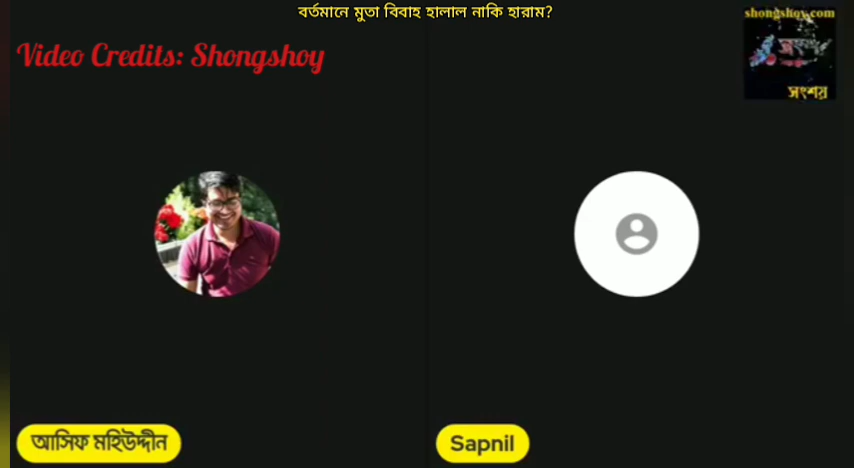 বর্তমানে মুতা বিবাহ হালাল নাকি হারাম?
Video Credits: Shongshoy
shongshoy.com
সংশয়
আসিফ মহিউদ্দীন
Sapnil